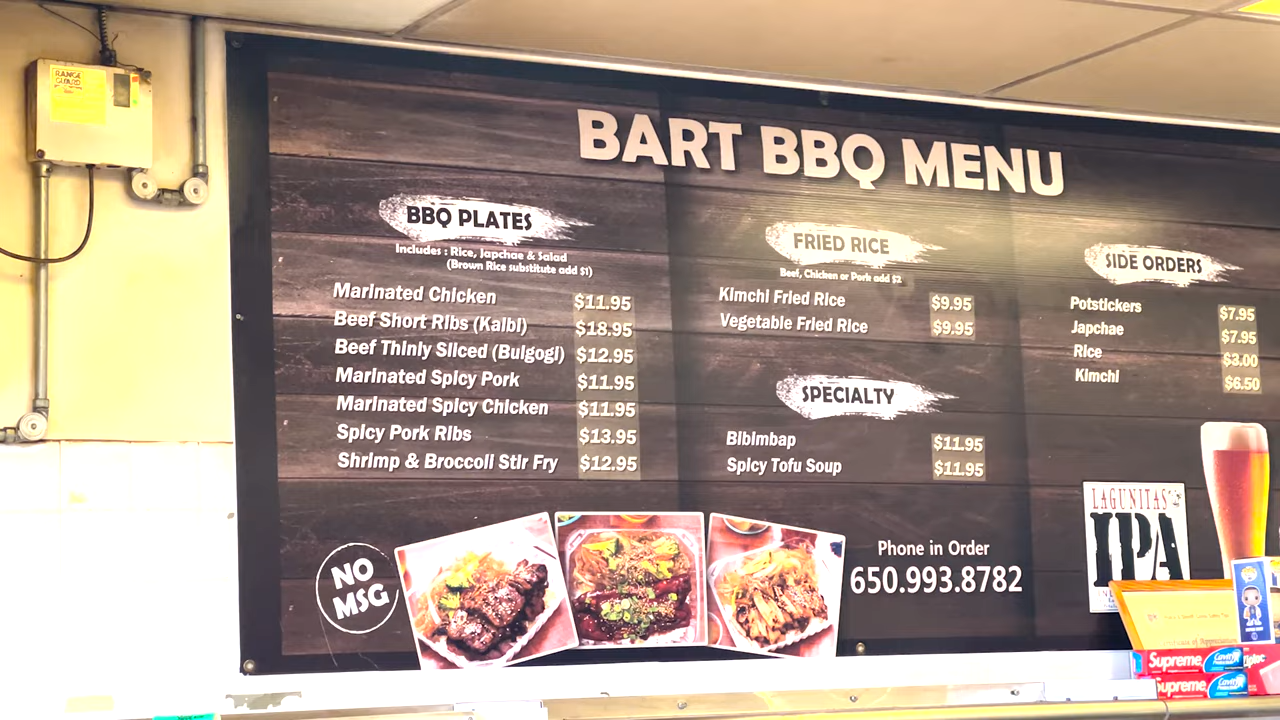 RANGE
GUARD
BART BBQ MENU
BBQ PLATES
Includes : Rice, Japchae & Salad
(Brown Rice substitute add $1)
Marinated Chicken $11.95
Beef Short Ribs (Kalbi) $18.95
Beef Thinly Sliced (Bulgogi) $12.95
Marinated Spicy Pork $11.95
Marinated Spicy Chicken $11.95
Spicy Pork Ribs $13.95
Shrimp & Broccoli Stir Fry $12.95
FRIED RICE
Beef, Chicken or Pork add $2
Kimchi Fried Rice $9.95
Vegetable Fried Rice $9.95
SPECIALTY
Bibimbap $11.95
Spicy Tofu Soup $11.95
SIDE ORDERS
Potstickers $7.95
Japchae $7.95
Rice $3.00
Kimchi $6.50
NO
MSG
Phone in Order
650.993.8782
LAGUNITAS
IPA
Supreme
Supreme